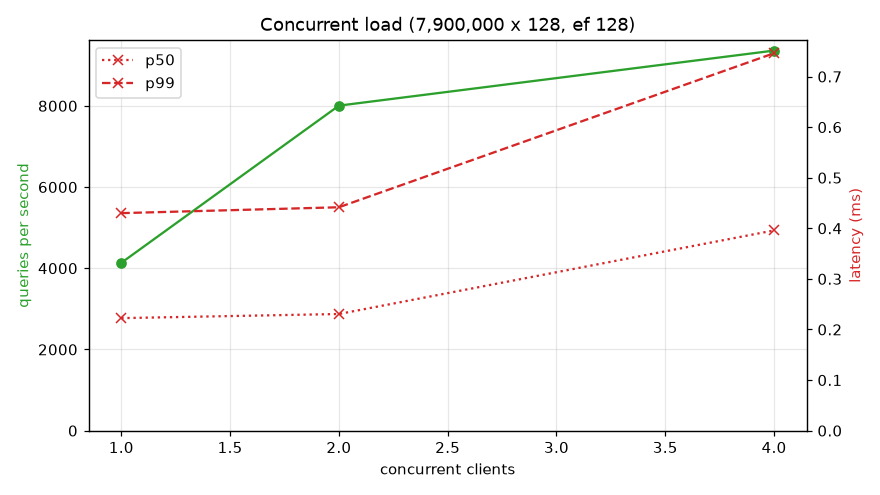 Concurrent load (7,900,000 x 128, ef 128)
p50
p99
queries per second
8000
6000
4000
2000
0
0.7
0.6
0.5
0.4
0.3
0.2
0.1
0.0
latency (ms)
1.0 1.5 2.0 2.5 3.0 3.5 4.0
concurrent clients